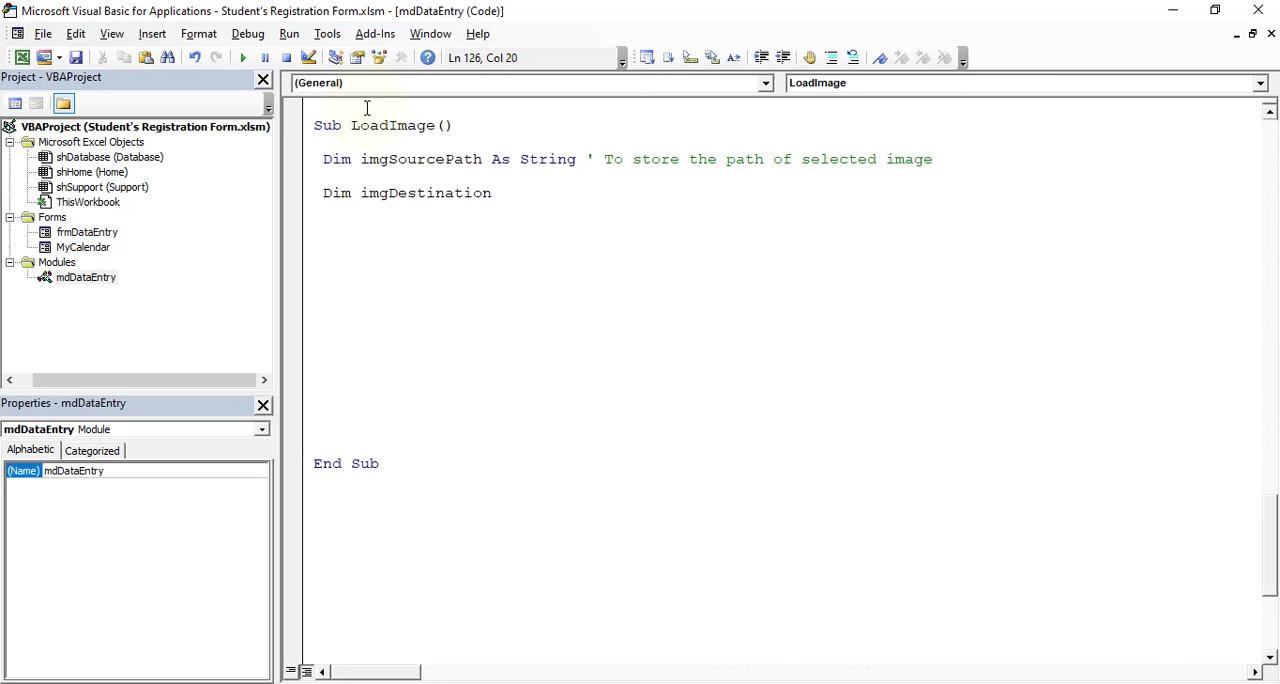 Microsoft Visual Basic for Applications - Student's Registration Form.xlsm - [mdDataEntry (Code)]
File Edit View Insert Format Debug Run Tools Add-Ins Window Help
Ln 126, Col 20
Project - VBAProject
(General)
LoadImage
VBAProject (Student's Registration Form.xlsm)
Microsoft Excel Objects
shDatabase (Database)
shHome (Home)
shSupport (Support)
ThisWorkbook
Forms
frmDataEntry
MyCalendar
Modules
mdDataEntry
Properties - mdDataEntry
mdDataEntry Module
Alphabetic Categorized
(Name) mdDataEntry
Sub LoadImage()
Dim imgSourcePath As String ' To store the path of selected image
Dim imgDestination
End Sub